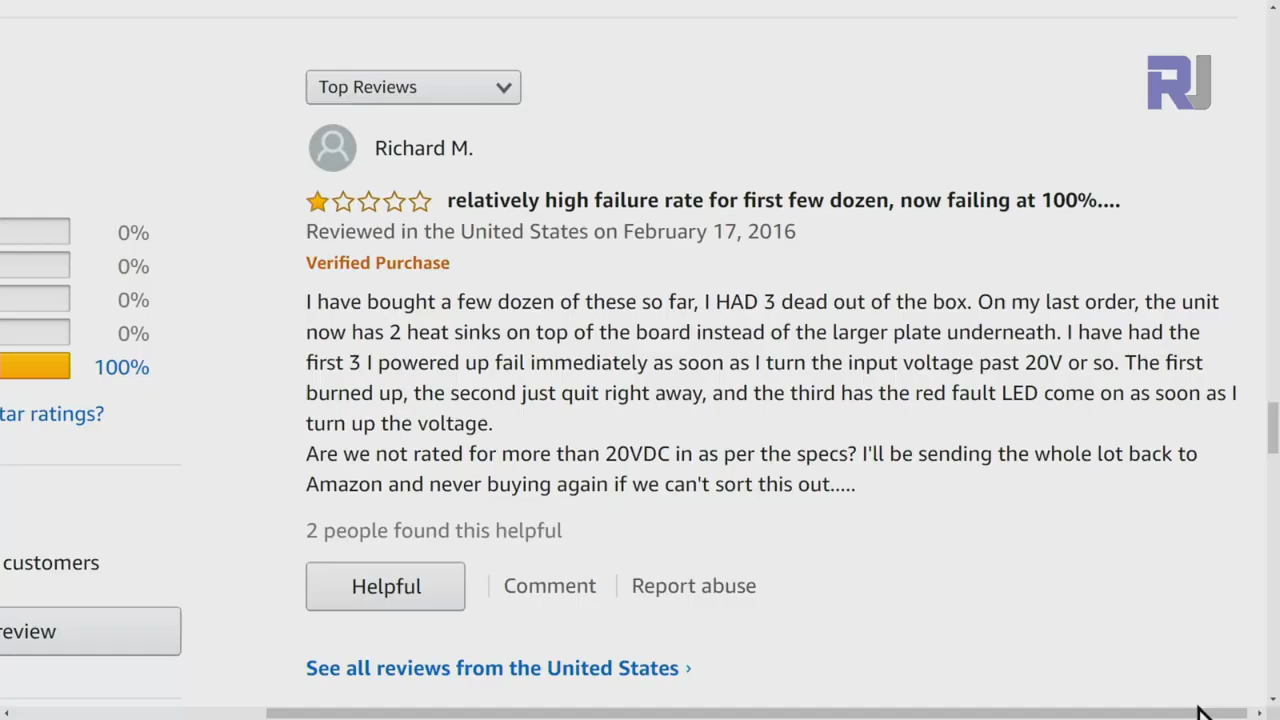 Top Reviews
RJ
Richard M.
relatively high failure rate for first few dozen, now failing at 100%....
Reviewed in the United States on February 17, 2016
Verified Purchase
I have bought a few dozen of these so far, I HAD 3 dead out of the box. On my last order, the unit
now has 2 heat sinks on top of the board instead of the larger plate underneath. I have had the
first 3 I powered up fail immediately as soon as I turn the input voltage past 20V or so. The first
burned up, the second just quit right away, and the third has the red fault LED come on as soon as I
turn up the voltage.
Are we not rated for more than 20VDC in as per the specs? I'll be sending the whole lot back to
Amazon and never buying again if we can't sort this out.....
2 people found this helpful
Helpful
Comment
Report abuse
See all reviews from the United States ›
0%
0%
0%
0%
100%
tar ratings?
customers
review